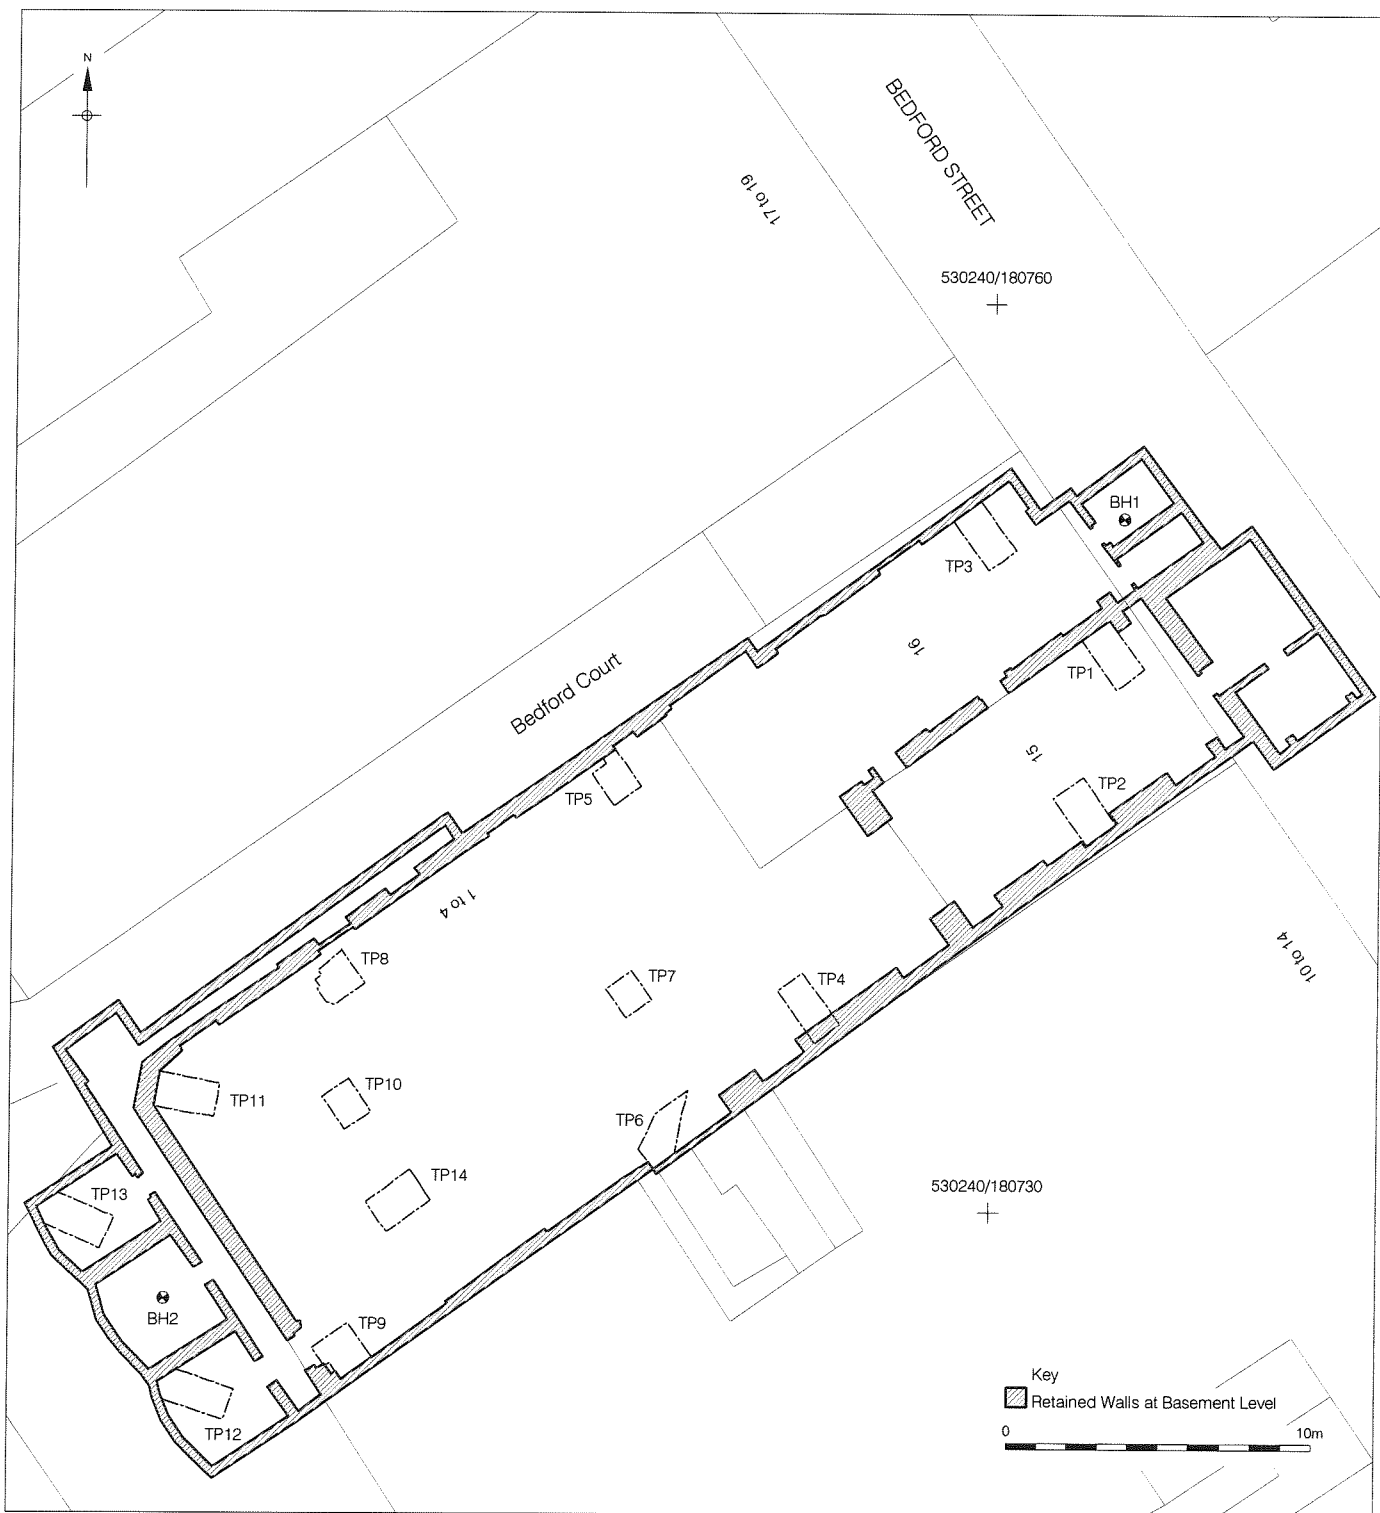 N
BEDFORD STREET
17 to 19
530240/180760
BH1
TP3
16
TP1
Bedford Court
15
TP5
TP2
1 to 4
10 to 14
TP8
TP7
TP4
TP11
TP10
TP6
TP13
TP14
530240/180730
BH2
TP9
TP12
Key
Retained Walls at Basement Level
0 10m